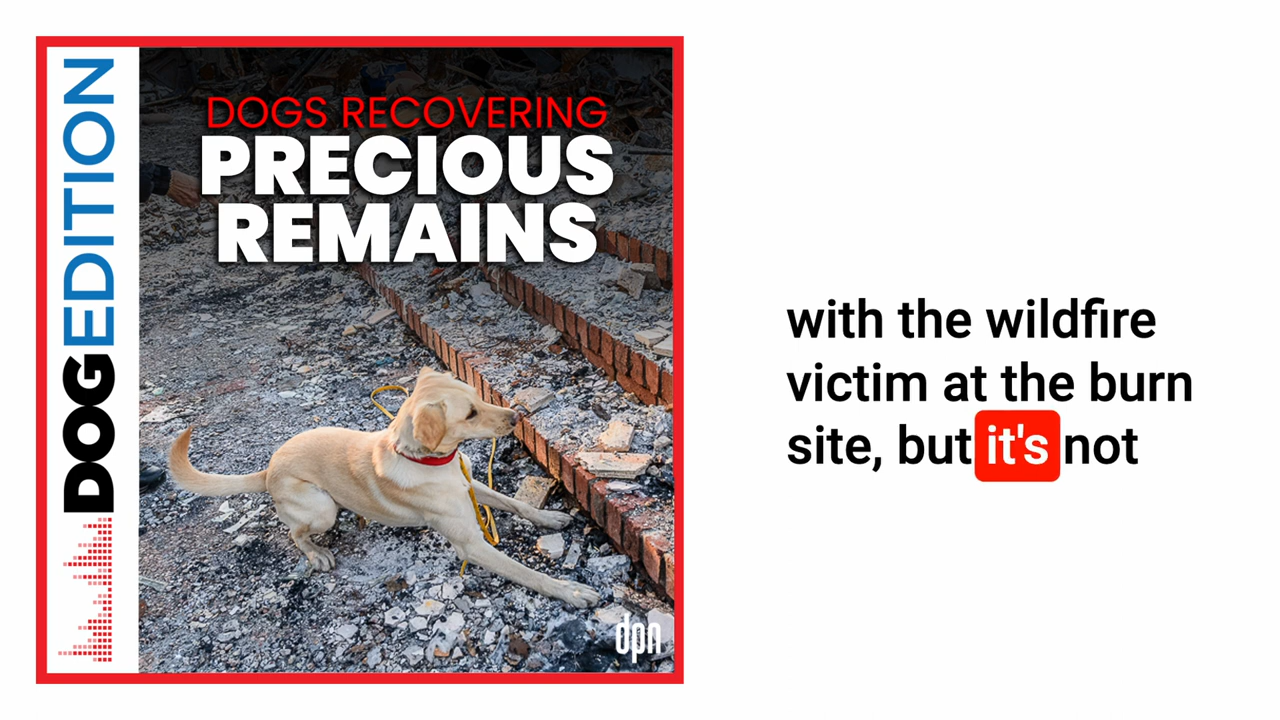 DOGEDITION
DOGS RECOVERING
PRECIOUS
REMAINS
dpn
with the wildfire
victim at the burn
site, but it's not